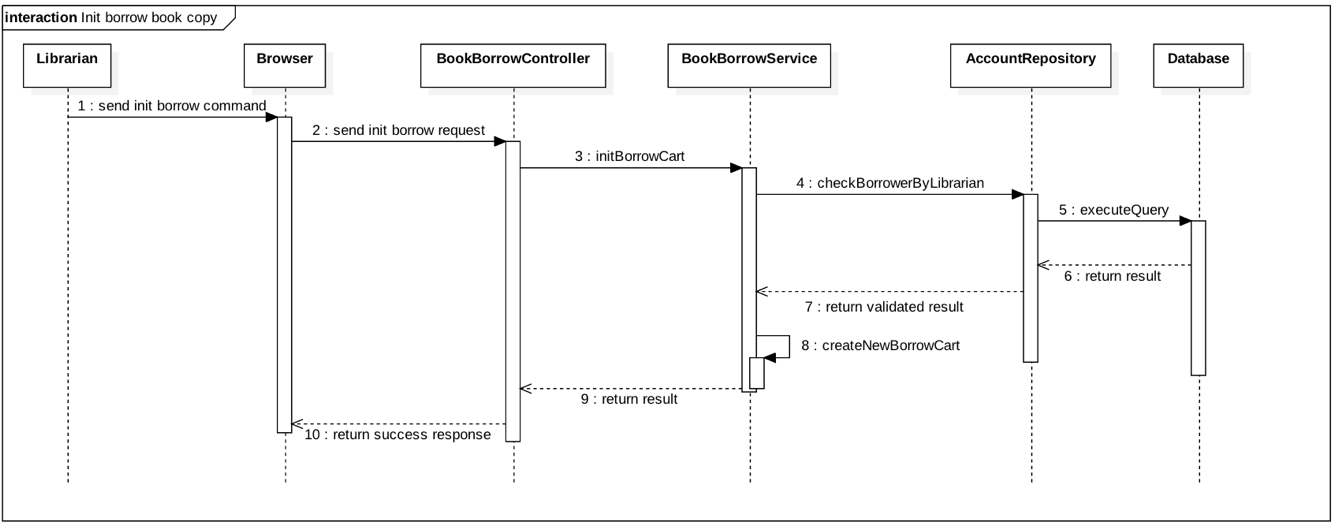 interaction Init borrow book copy
Librarian
Browser
BookBorrowController
BookBorrowService
AccountRepository
Database
1 : send init borrow command
2 : send init borrow request
3 : initBorrowCart
4 : checkBorrowerByLibrarian
5 : executeQuery
6 : return result
7 : return validated result
8 : createNewBorrowCart
9 : return result
10 : return success response